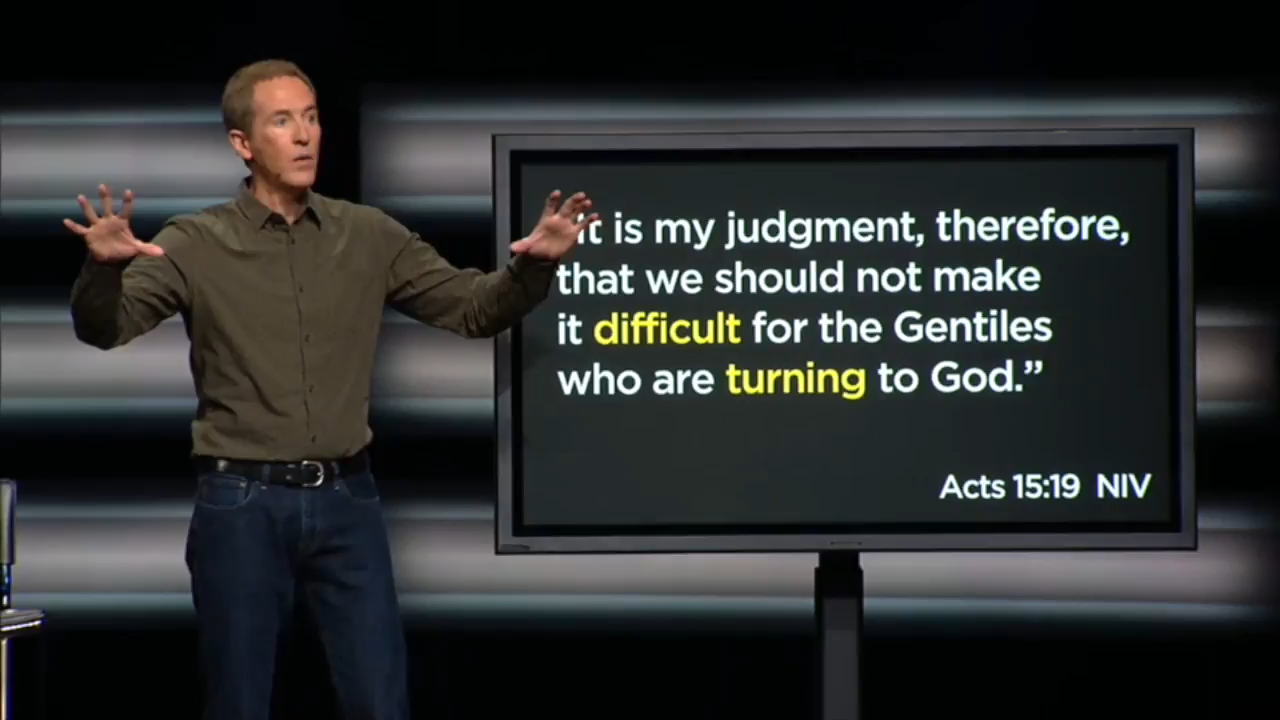 It is my judgment, therefore,
that we should not make
it difficult for the Gentiles
who are turning to God.”
Acts 15:19 NIV